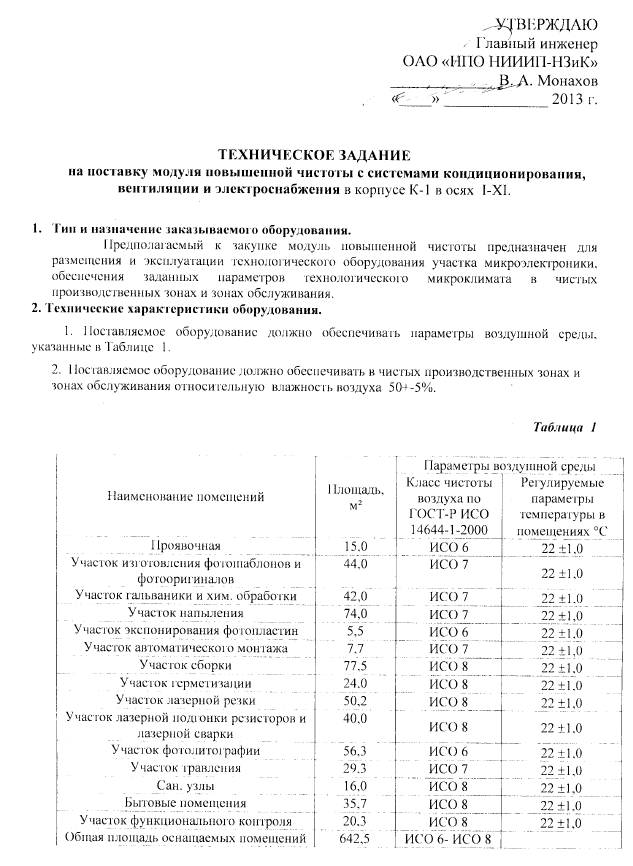 УТВЕРЖДАЮ
Главный инженер
ОАО «НПО НИИИП-НЗиК»
____________ В. А. Монахов
«____» ______________ 2013 г.
ТЕХНИЧЕСКОЕ ЗАДАНИЕ
на поставку модуля повышенной чистоты с системами кондиционирования,
вентиляции и электроснабжения в корпусе К-1 в осях I-XI.
1. Тип и назначение заказываемого оборудования.
Предполагаемый к закупке модуль повышенной чистоты предназначен для
размещения и эксплуатации технологического оборудования участка микроэлектроники,
обеспечения заданных параметров технологического микроклимата в чистых
производственных зонах и зонах обслуживания.
2. Технические характеристики оборудования.
1. Поставляемое оборудование должно обеспечивать параметры воздушной среды,
указанные в Таблице 1.
2. Поставляемое оборудование должно обеспечивать в чистых производственных зонах и
зонах обслуживания относительную влажность воздуха 50+-5%.
Таблица 1
Наименование помещений
Площадь,
м²
Параметры воздушной среды
Класс чистоты
воздуха по
ГОСТ-Р ИСО
14644-1-2000
Регулируемые
параметры
температуры в
помещениях °С
Проявочная 15,0 ИСО 6 22 ±1,0
Участок изготовления фотошаблонов и
фотооригиналов 44,0 ИСО 7 22 ±1,0
Участок гальваники и хим. обработки 42,0 ИСО 7 22 ±1,0
Участок напыления 74,0 ИСО 7 22 ±1,0
Участок экспонирования фотопластин 5,5 ИСО 6 22 ±1,0
Участок автоматического монтажа 7,7 ИСО 7 22 ±1,0
Участок сборки 77,5 ИСО 8 22 ±1,0
Участок герметизации 24,0 ИСО 8 22 ±1,0
Участок лазерной резки 50,2 ИСО 8 22 ±1,0
Участок лазерной подгонки резисторов и
лазерной сварки 40,0 ИСО 8 22 ±1,0
Участок фотолитографии 56,3 ИСО 6 22 ±1,0
Участок травления 29,3 ИСО 7 22 ±1,0
Сан. узлы 16,0 ИСО 8 22 ±1,0
Бытовые помещения 35,7 ИСО 8 22 ±1,0
Участок функционального контроля 20,3 ИСО 8 22 ±1,0
Общая площадь оснащаемых помещений 642,5 ИСО 6- ИСО 8